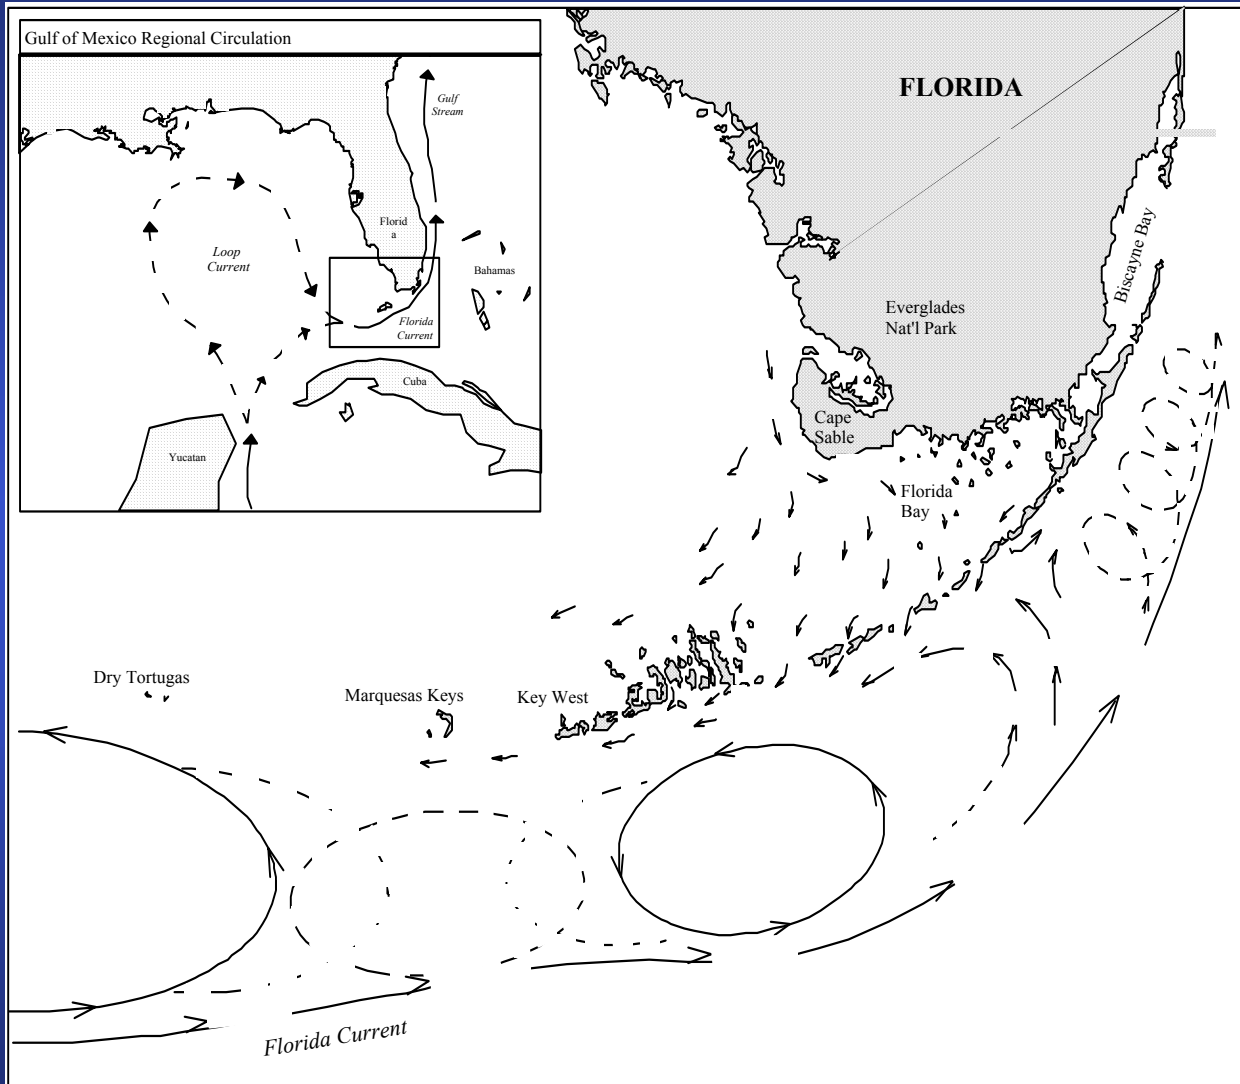 Gulf of Mexico Regional Circulation
Gulf
Stream
Florid
a
Loop
Current
Bahamas
Florida
Current
Cuba
Yucatan
FLORIDA
Biscayne Bay
Everglades
Nat'l Park
Cape
Sable
Florida
Bay
Dry Tortugas
Marquesas Keys
Key West
Florida Current